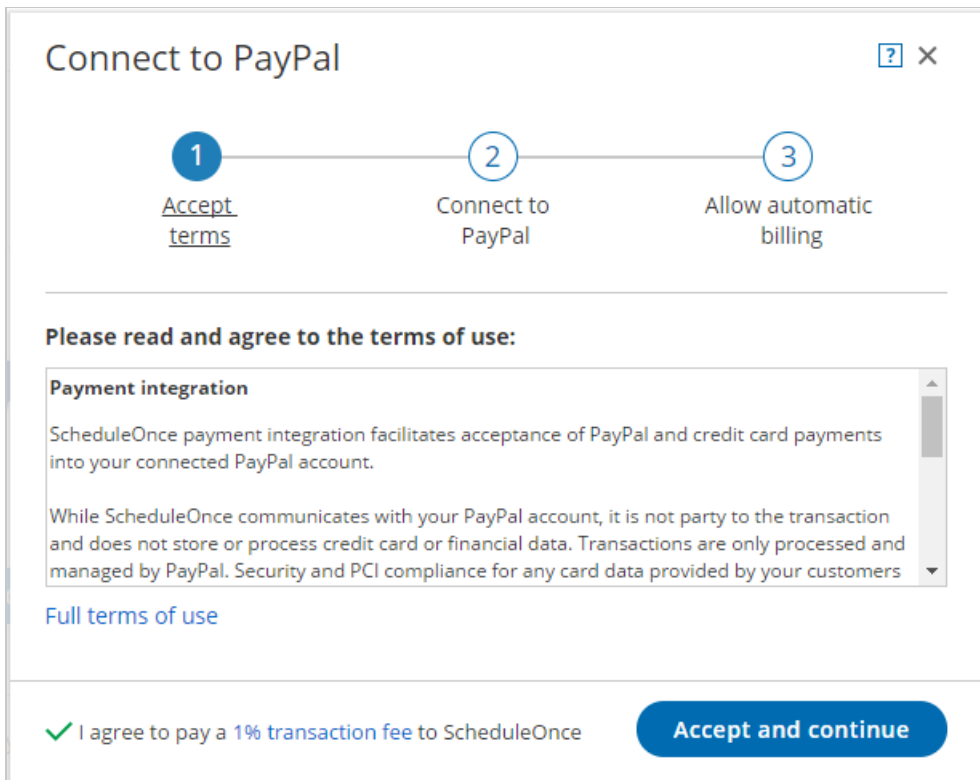 Connect to PayPal
?
1
2
3
Accept
terms
Connect to
PayPal
Allow automatic
billing
Please read and agree to the terms of use:
Payment integration
ScheduleOnce payment integration facilitates acceptance of PayPal and credit card payments
into your connected PayPal account.
While ScheduleOnce communicates with your PayPal account, it is not party to the transaction
and does not store or process credit card or financial data. Transactions are only processed and
managed by PayPal. Security and PCI compliance for any card data provided by your customers
Full terms of use
I agree to pay a 1% transaction fee to ScheduleOnce
Accept and continue